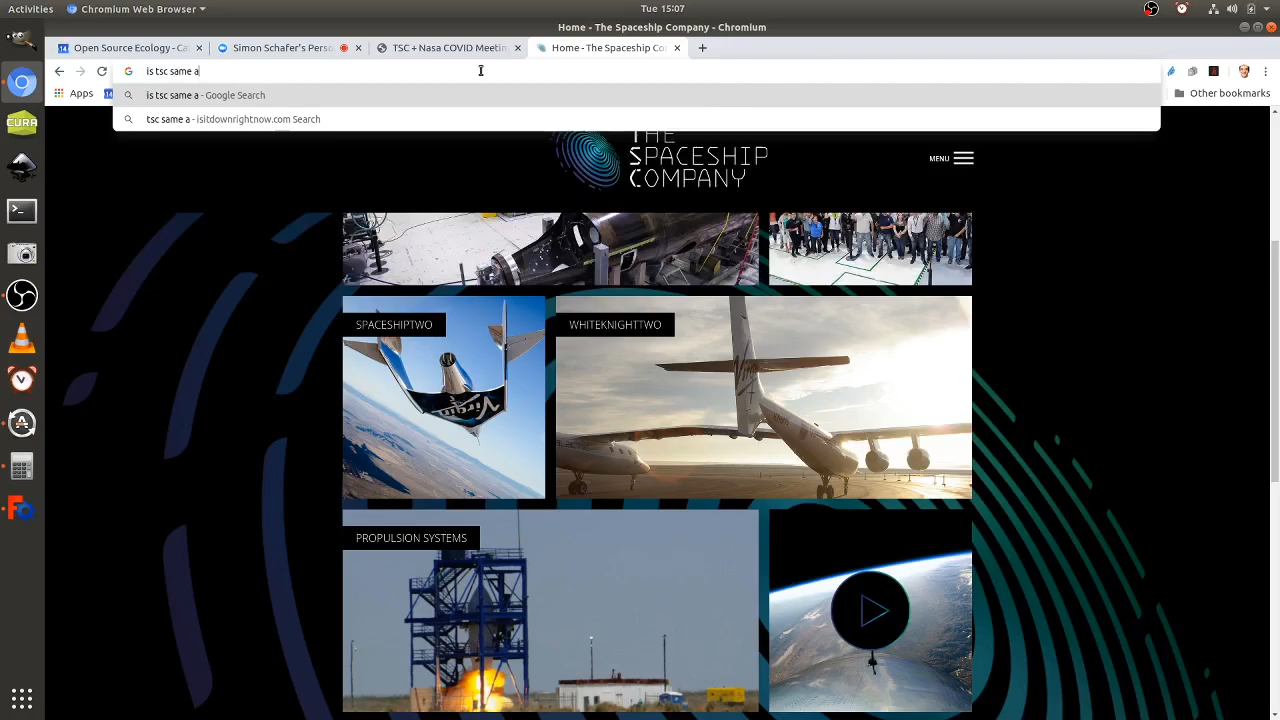 Activities
Chromium Web Browser
Tue 15:07
Home - The Spaceship Company - Chromium
Open Source Ecology - Ca
Simon Schafer's Perso
TSC + Nasa COVID Meetin
Home - The Spaceship Co
is tsc same a
Apps
Other bookmarks
is tsc same a - Google Search
tsc same a - isitdownrightnow.com Search
THE
SPACESHIP
COMPANY
MENU
SPACESHIPTWO
WHITEKNIGHTTWO
PROPULSION SYSTEMS
CURA